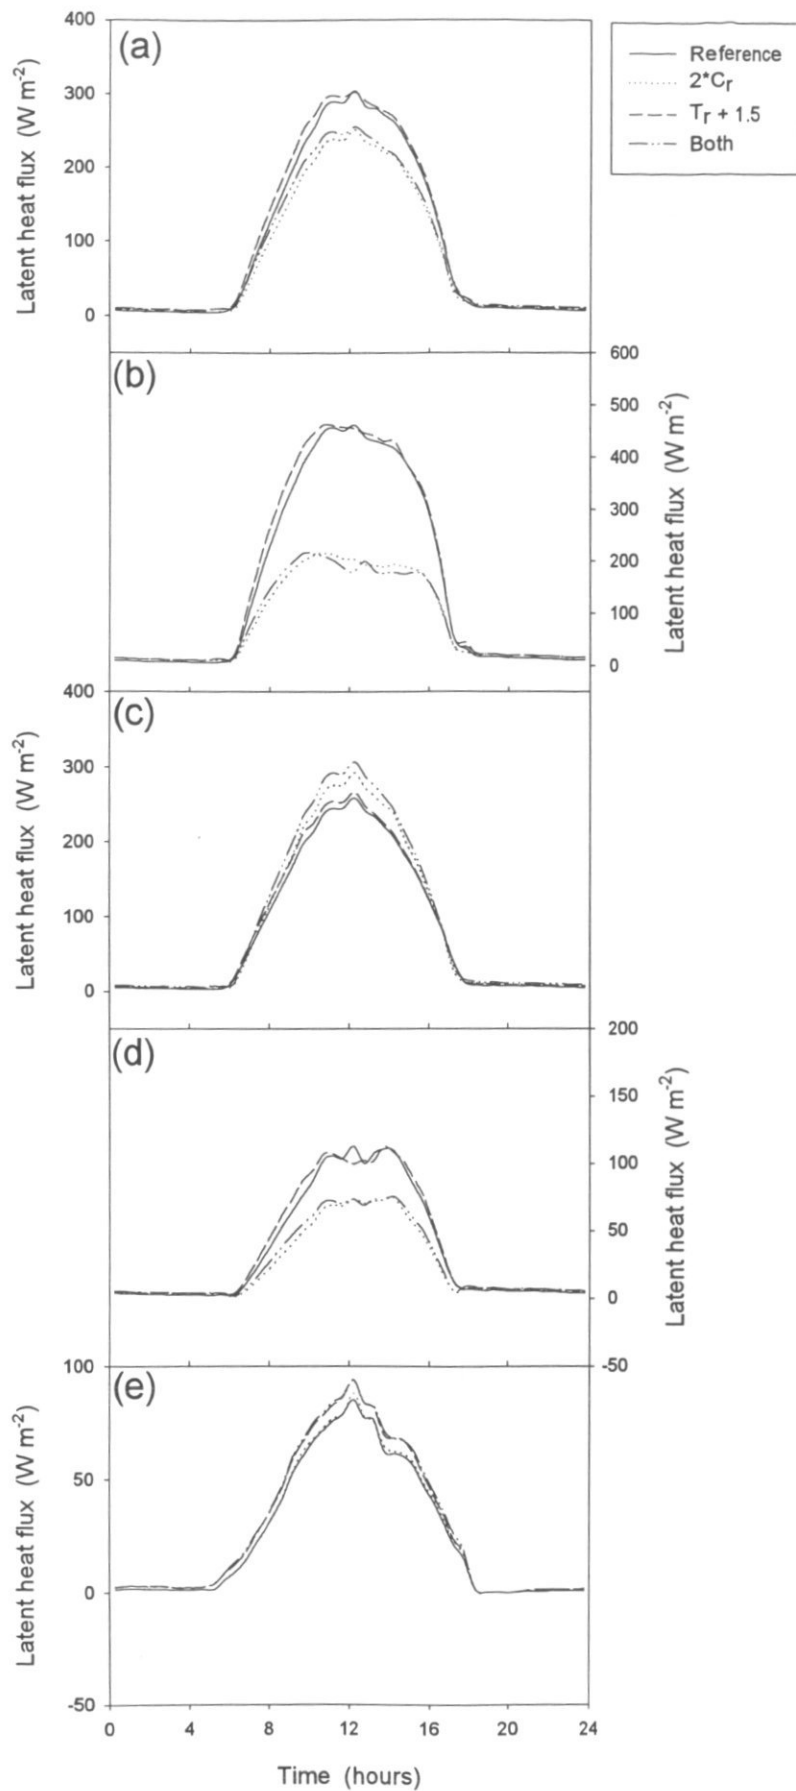 (a)
400
300
200
100
0
Latent heat flux (W m-2)
Reference
2*Cr
Tr + 1.5
Both
(b)
600
500
400
300
200
100
0
Latent heat flux (W m-2)
(c)
400
300
200
100
0
Latent heat flux (W m-2)
(d)
200
150
100
50
0
-50
Latent heat flux (W m-2)
(e)
100
50
0
-50
Latent heat flux (W m-2)
0 4 8 12 16 20 24
Time (hours)